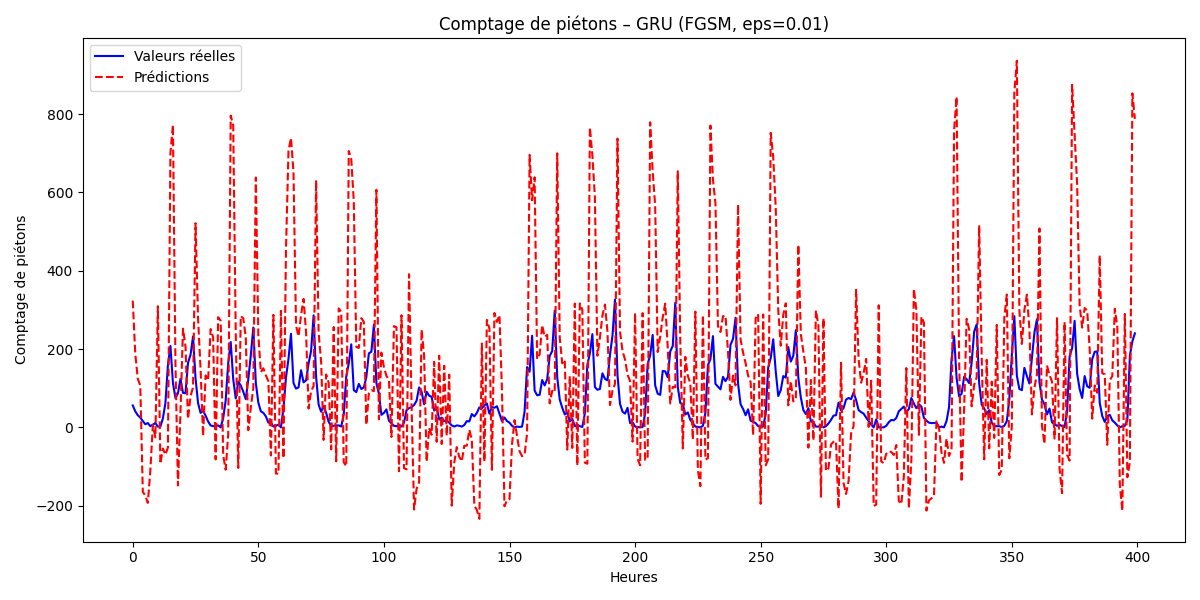 Comptage de piétons – GRU (FGSM, eps=0.01)
Valeurs réelles
Prédictions
Comptage de piétons
800
600
400
200
0
−200
0 50 100 150 200 250 300 350 400
Heures